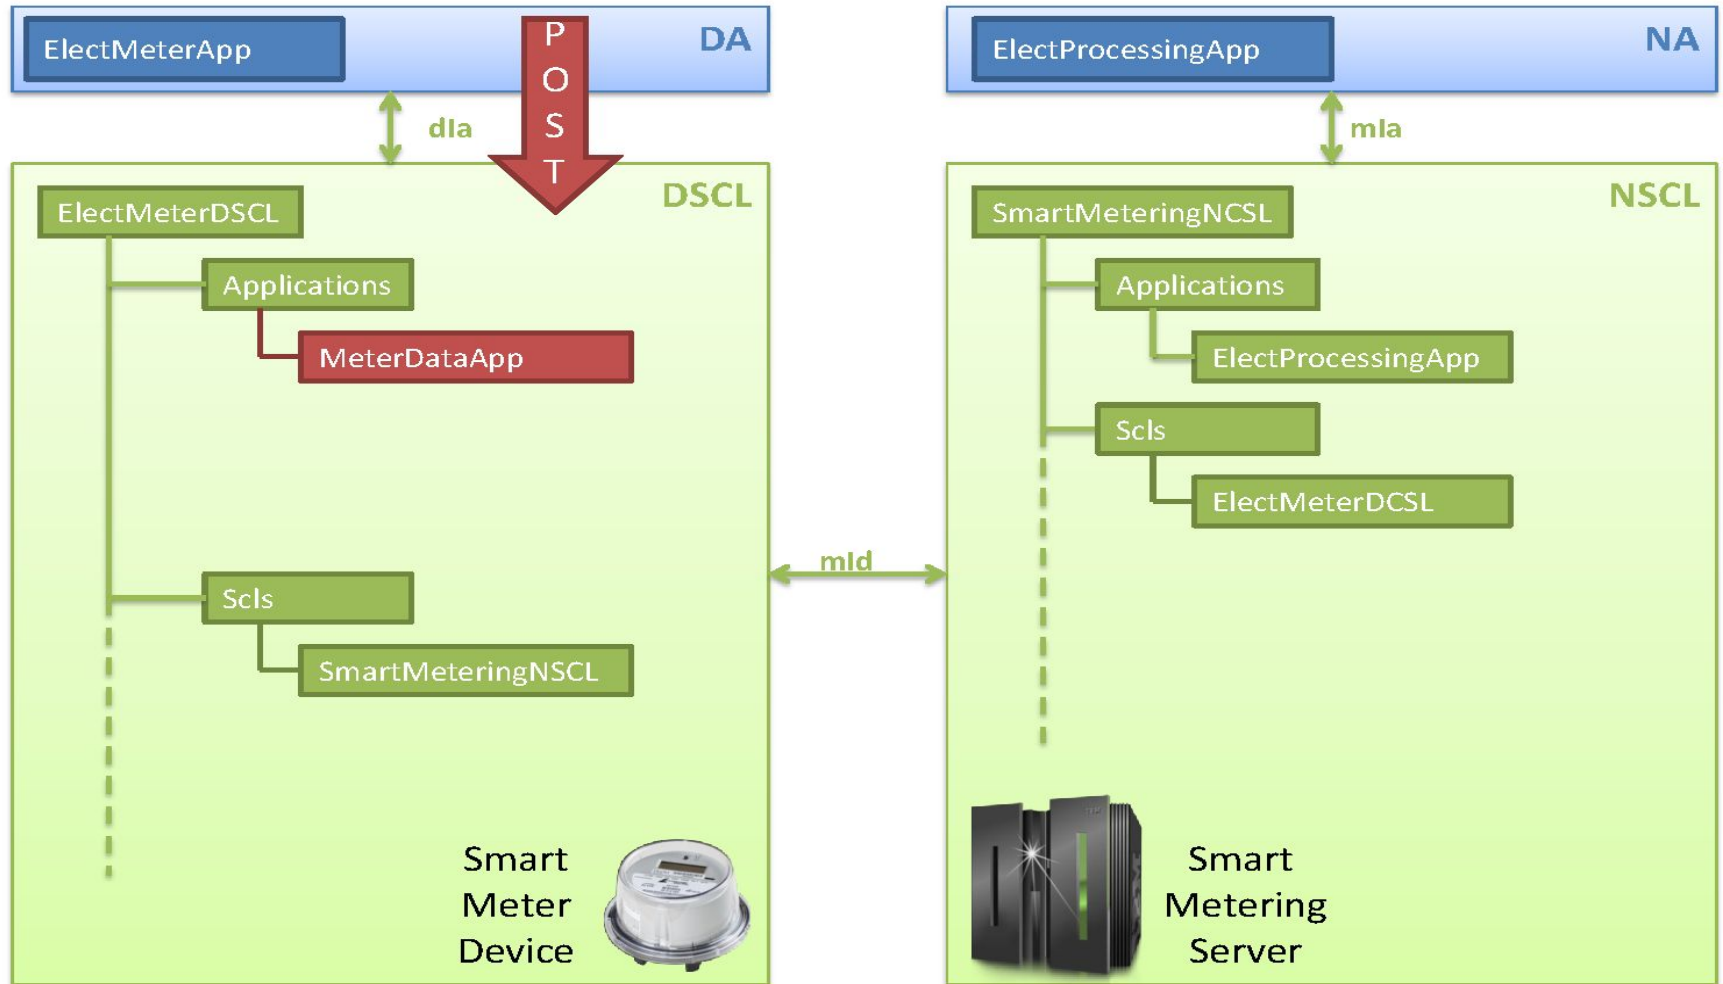 ElectMeterApp
DA
POST
dIa
DSCL
ElectMeterDSCL
Applications
MeterDataApp
Scls
SmartMeteringNSCL
Smart
Meter
Device
mId
ElectProcessingApp
NA
mIa
NSCL
SmartMeteringNCSL
Applications
ElectProcessingApp
Scls
ElectMeterDCSL
Smart
Metering
Server